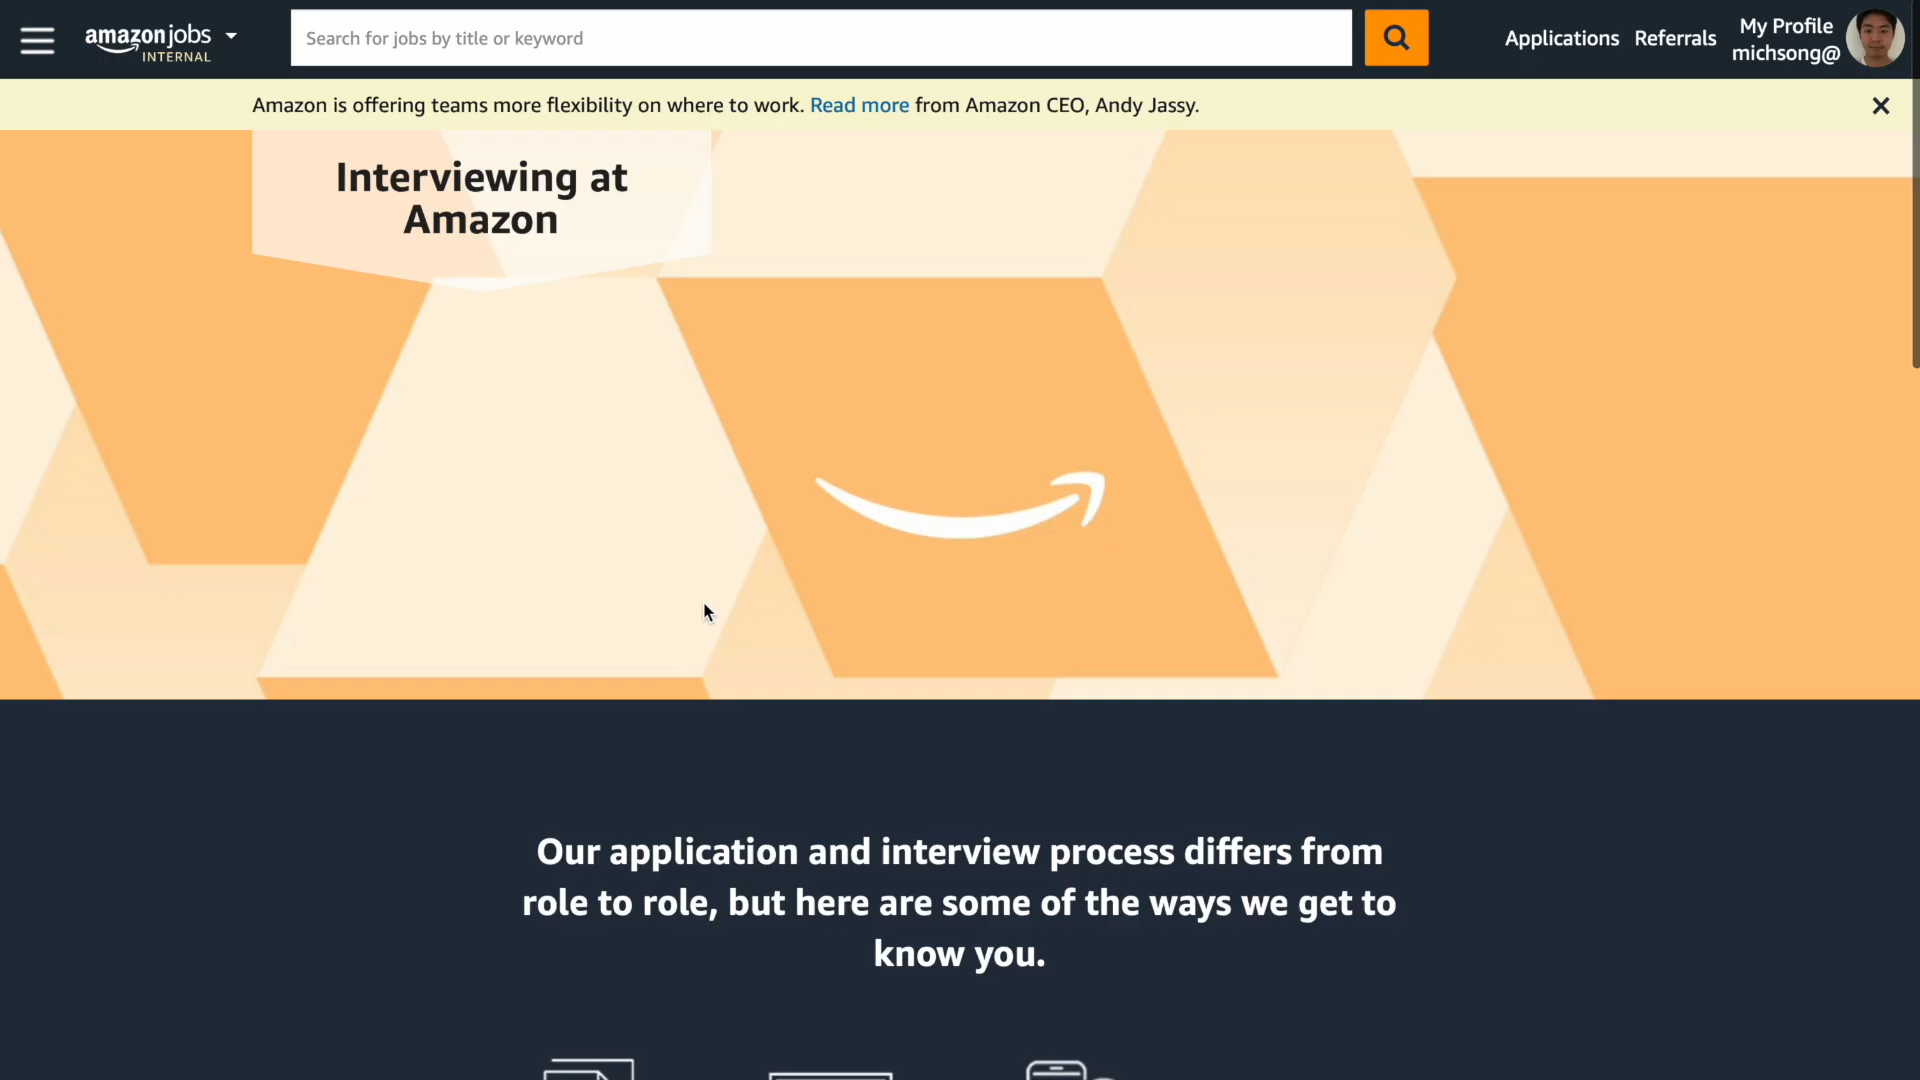 amazon jobs
INTERNAL
Search for jobs by title or keyword
Applications
Referrals
My Profile
michsong@
Amazon is offering teams more flexibility on where to work. Read more from Amazon CEO, Andy Jassy.
Interviewing at
Amazon
Our application and interview process differs from
role to role, but here are some of the ways we get to
know you.